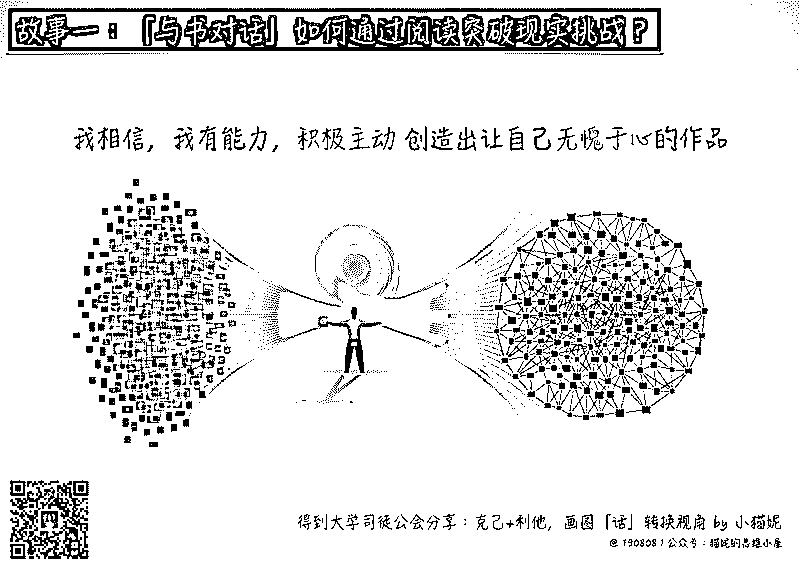 故事一：「与书对话」如何通过阅读突破现实挑战？
我相信，我有能力，积极主动 创造出让自己无愧于心的作品
得到大学司徒公会分享：克己+利他，画图「话」转换视角 by 小猫妮
@190808 1 公众号：猫妮的思维小屋